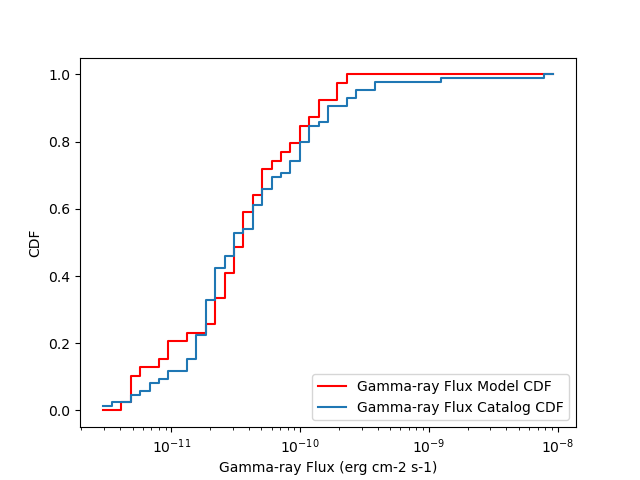 1.0
0.8
0.6
0.4
0.2
0.0
CDF
Gamma-ray Flux Model CDF
Gamma-ray Flux Catalog CDF
10⁻¹¹ 10⁻¹⁰ 10⁻⁹ 10⁻⁸
Gamma-ray Flux (erg cm-2 s-1)